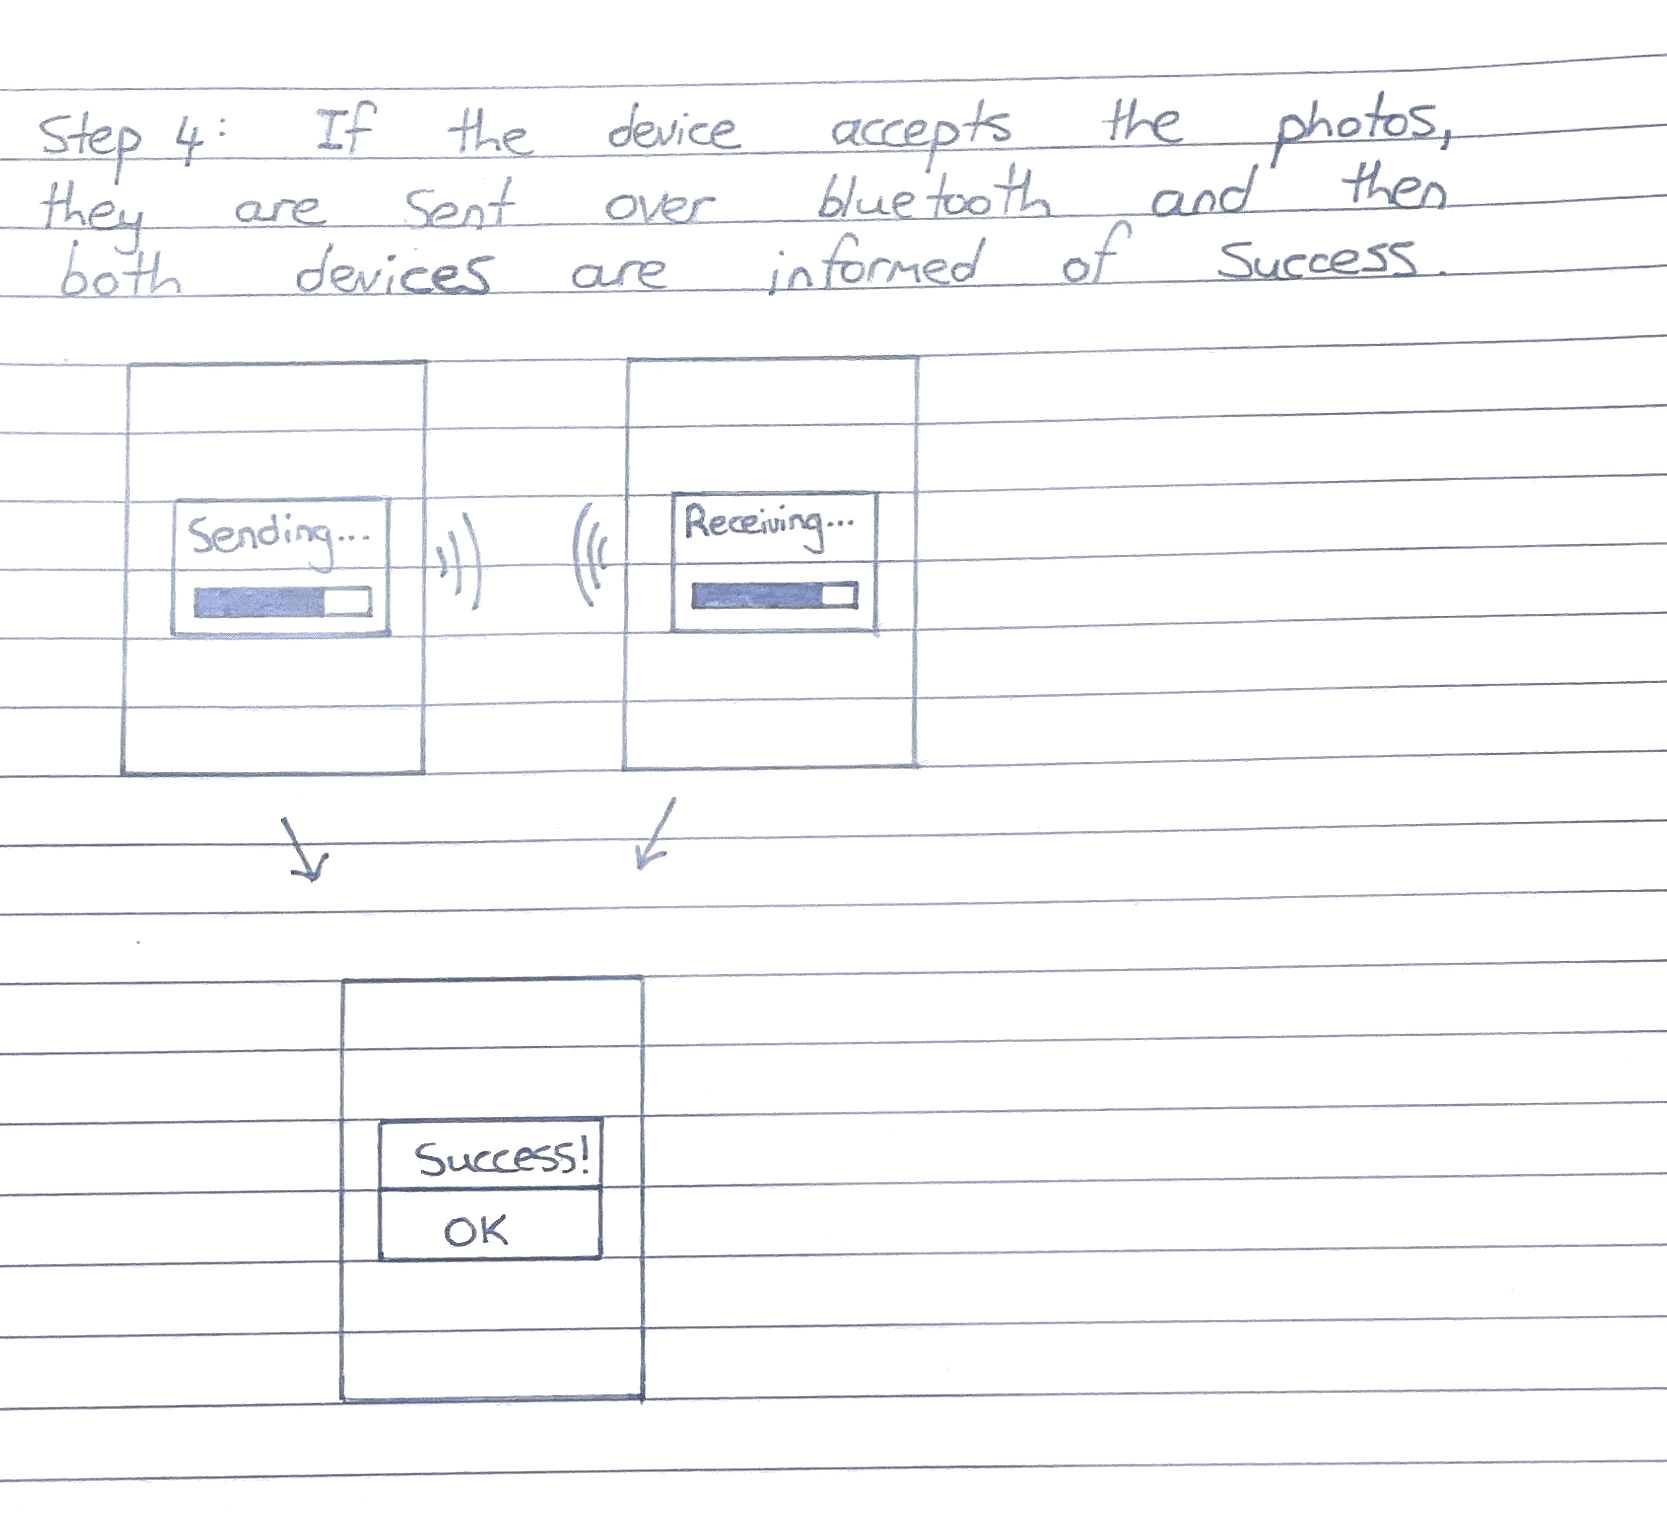 Step 4: If the device accepts the photos,
they are sent over bluetooth and then
both devices are informed of success.
Sending...
Receiving...
Success!
OK